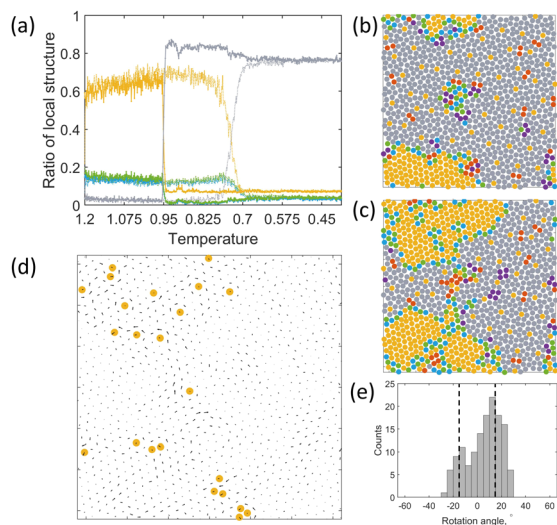 (a)
Ratio of local structure
1
0.8
0.6
0.4
0.2
0
1.2 1.075 0.95 0.825 0.7 0.575 0.45
Temperature
(b)
(c)
(d)
(e)
Counts
25
20
15
10
5
0
-60 -40 -20 0 20 40 60
Rotation angle, °